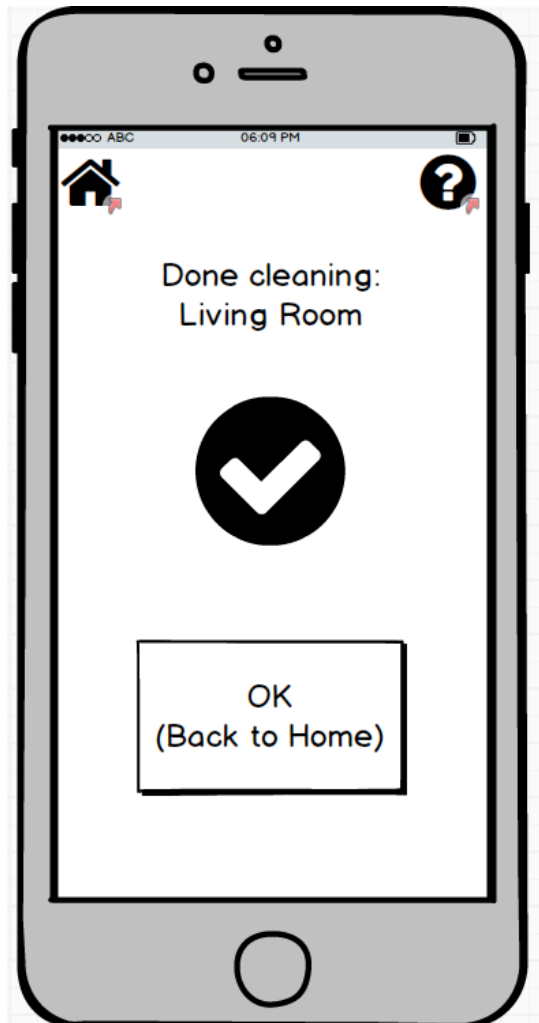 ABC
06:09 PM
?
Done cleaning:
Living Room
OK
(Back to Home)